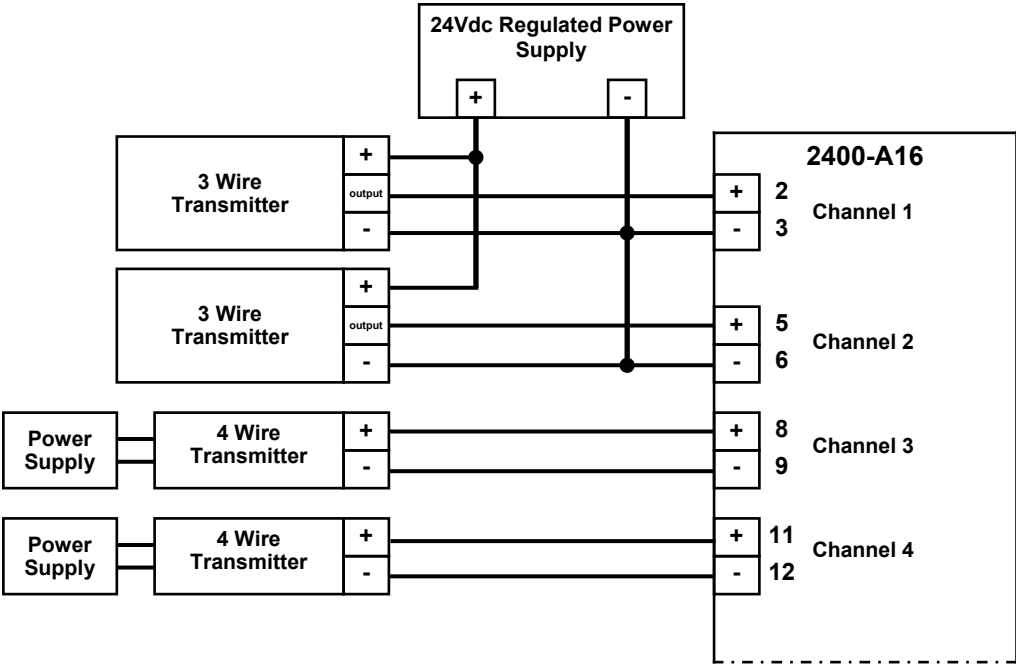 24Vdc Regulated Power
Supply
+
-
2400-A16
3 Wire
Transmitter
+
output
-
+
2
-
3
Channel 1
3 Wire
Transmitter
+
output
-
+
5
-
6
Channel 2
Power
Supply
4 Wire
Transmitter
+
-
+
8
-
9
Channel 3
Power
Supply
4 Wire
Transmitter
+
-
+
11
-
12
Channel 4